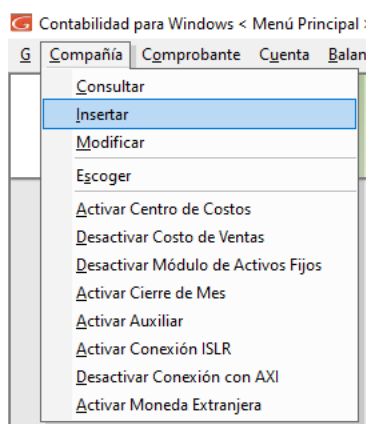 G Contabilidad para Windows < Menú Principal >
G Compañía Comprobante Cuenta Balan
Consultar
Insertar
Modificar
Escoger
Activar Centro de Costos
Desactivar Costo de Ventas
Desactivar Módulo de Activos Fijos
Activar Cierre de Mes
Activar Auxiliar
Activar Conexión ISLR
Desactivar Conexión con AXI
Activar Moneda Extranjera